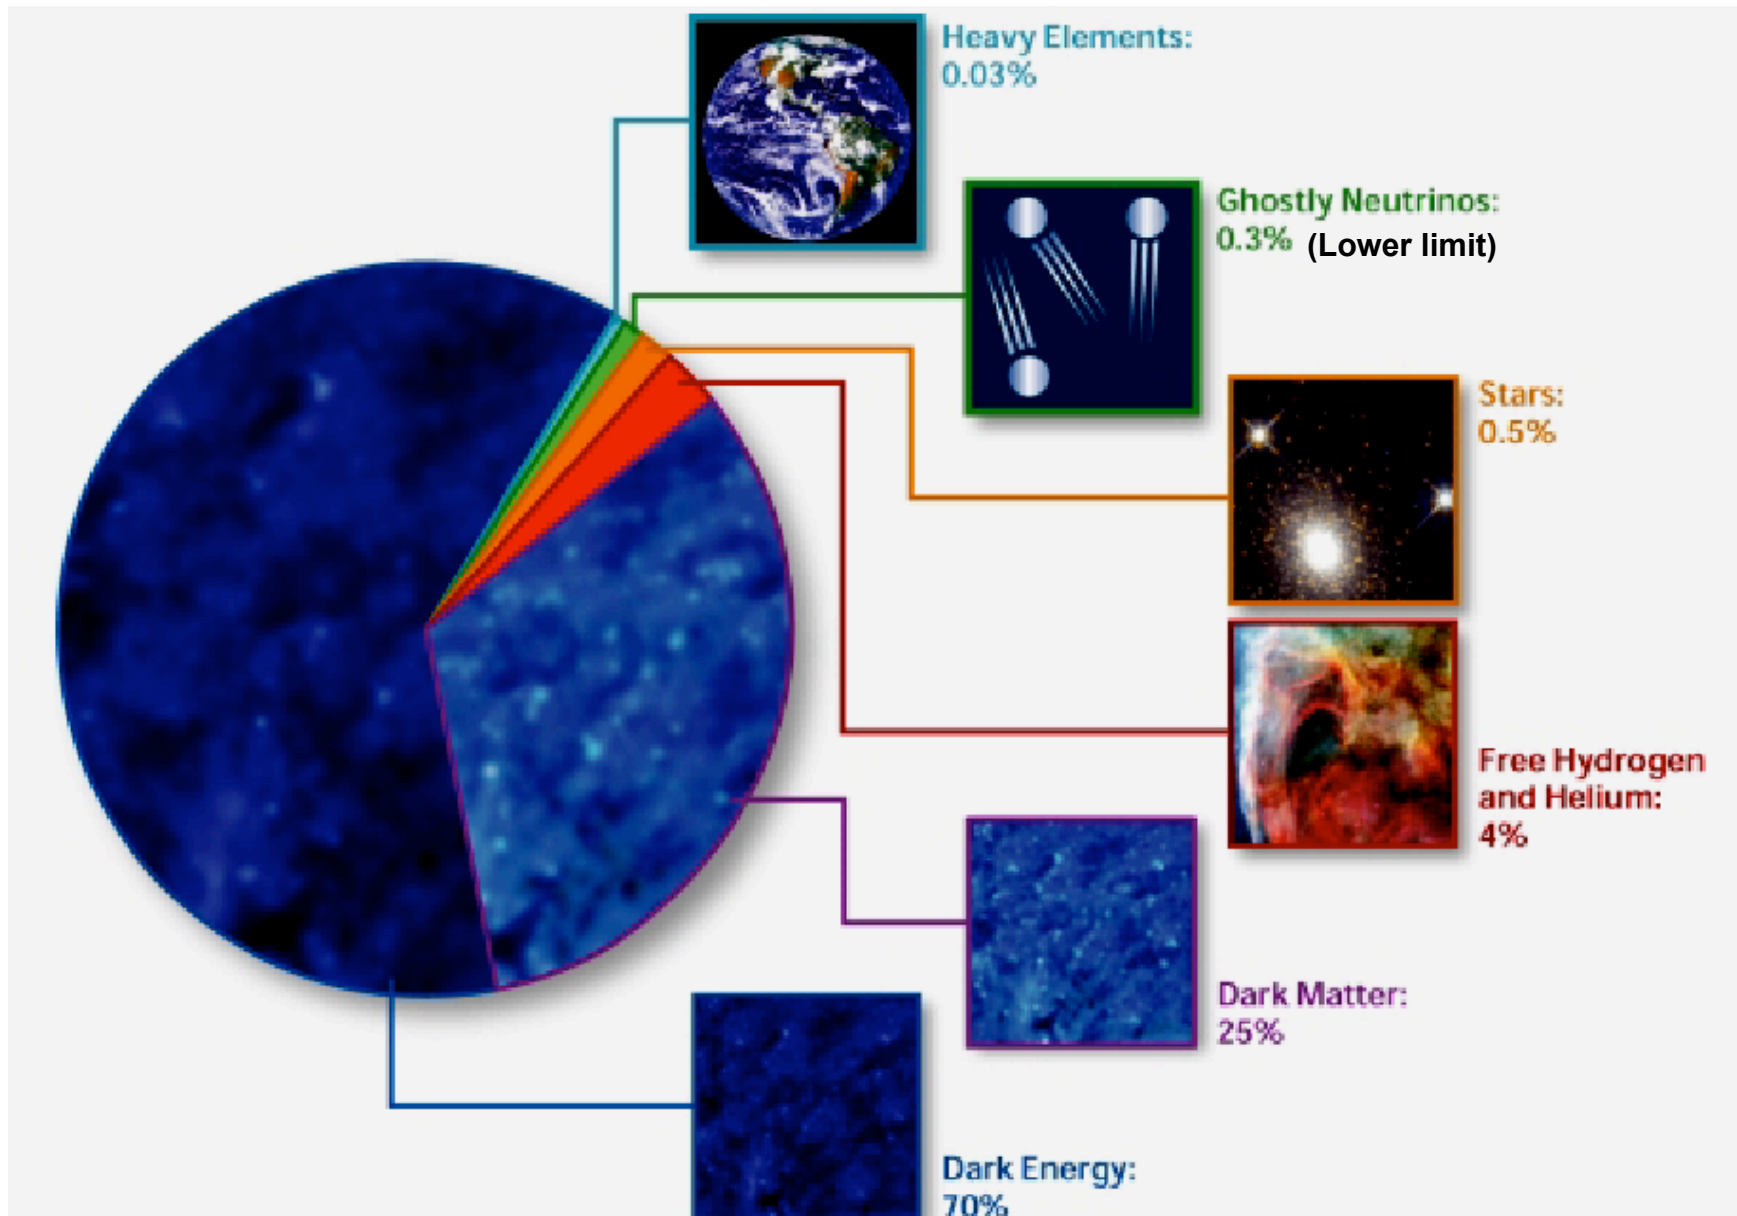 Heavy Elements:
0.03%
Ghostly Neutrinos:
0.3% (Lower limit)
Stars:
0.5%
Free Hydrogen
and Helium:
4%
Dark Matter:
25%
Dark Energy:
70%